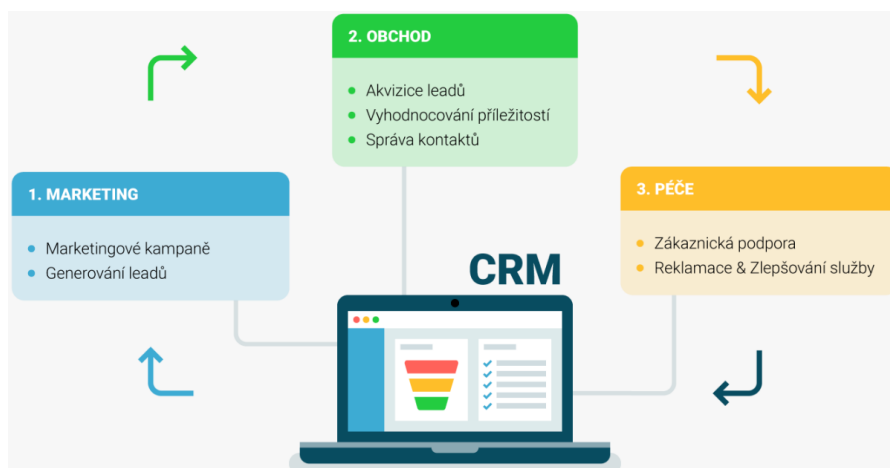 1. MARKETING
Marketingové kampaně
Generování leadů
2. OBCHOD
Akvizice leadů
Vyhodnocování příležitostí
Správa kontaktů
3. PÉČE
Zákaznická podpora
Reklamace & Zlepšování služby
CRM